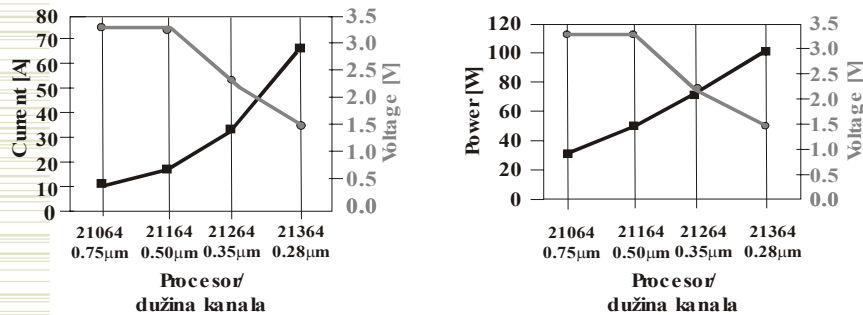 Current [A]
80
70
60
50
40
30
20
10
0
3.5
3.0
2.5
2.0
1.5
1.0
0.5
0.0
Voltage [V]
21064 21164 21264 21364
0.75μm 0.50μm 0.35μm 0.28μm
Procesor/
dužina kanala
Power [W]
120
100
80
60
40
20
0
3.5
3.0
2.5
2.0
1.5
1.0
0.5
0.0
Voltage [V]
21064 21164 21264 21364
0.75μm 0.50μm 0.35μm 0.28μm
Procesor/
dužina kanala